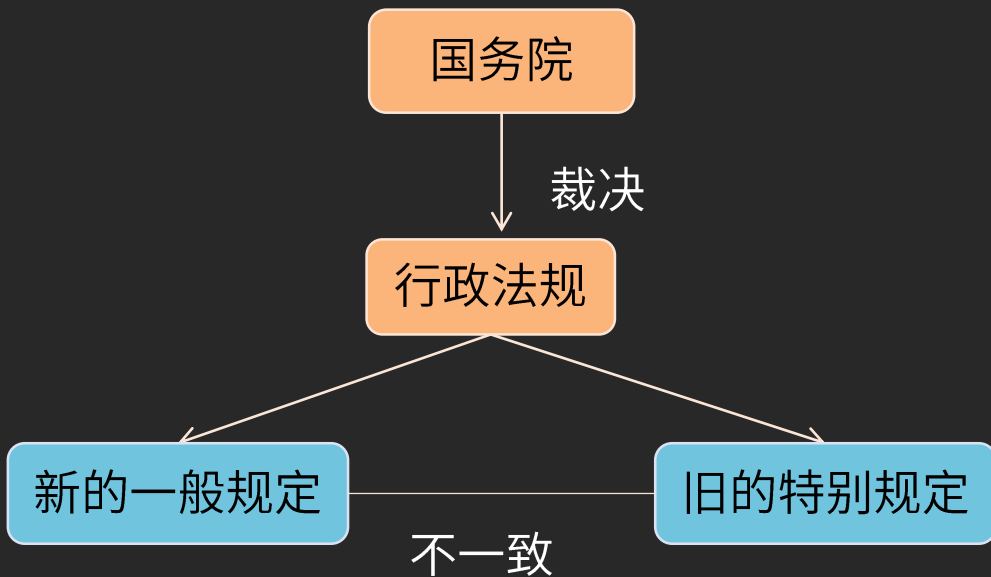 国务院
裁决
行政法规
新的一般规定
旧的特别规定
不一致